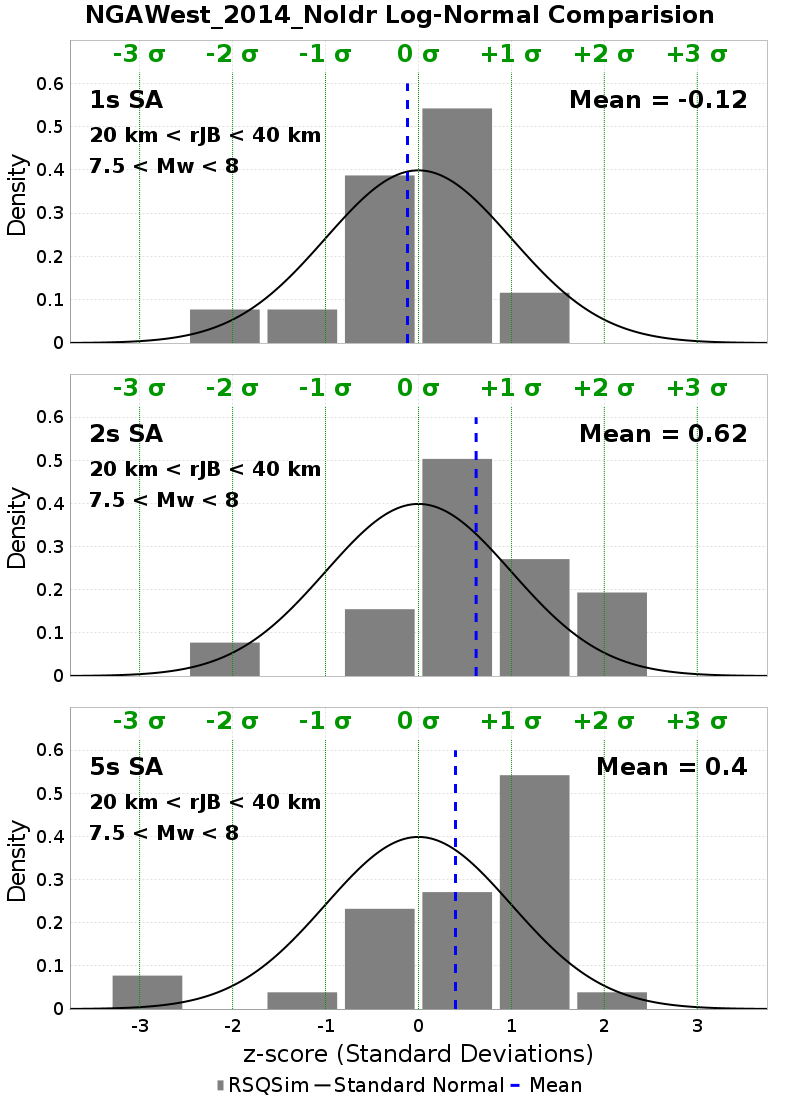 NGAWest_2014_NoIdr Log-Normal Comparision
-3 σ -2 σ -1 σ 0 σ +1 σ +2 σ +3 σ
1s SA
Mean = -0.12
20 km < rJB < 40 km
7.5 < Mw < 8
Density
0.6
0.5
0.4
0.3
0.2
0.1
0
-3 σ -2 σ -1 σ 0 σ +1 σ +2 σ +3 σ
2s SA
Mean = 0.62
20 km < rJB < 40 km
7.5 < Mw < 8
Density
0.6
0.5
0.4
0.3
0.2
0.1
0
-3 σ -2 σ -1 σ 0 σ +1 σ +2 σ +3 σ
5s SA
Mean = 0.4
20 km < rJB < 40 km
7.5 < Mw < 8
Density
0.6
0.5
0.4
0.3
0.2
0.1
0
-3 -2 -1 0 1 2 3
z-score (Standard Deviations)
RSQSim Standard Normal Mean